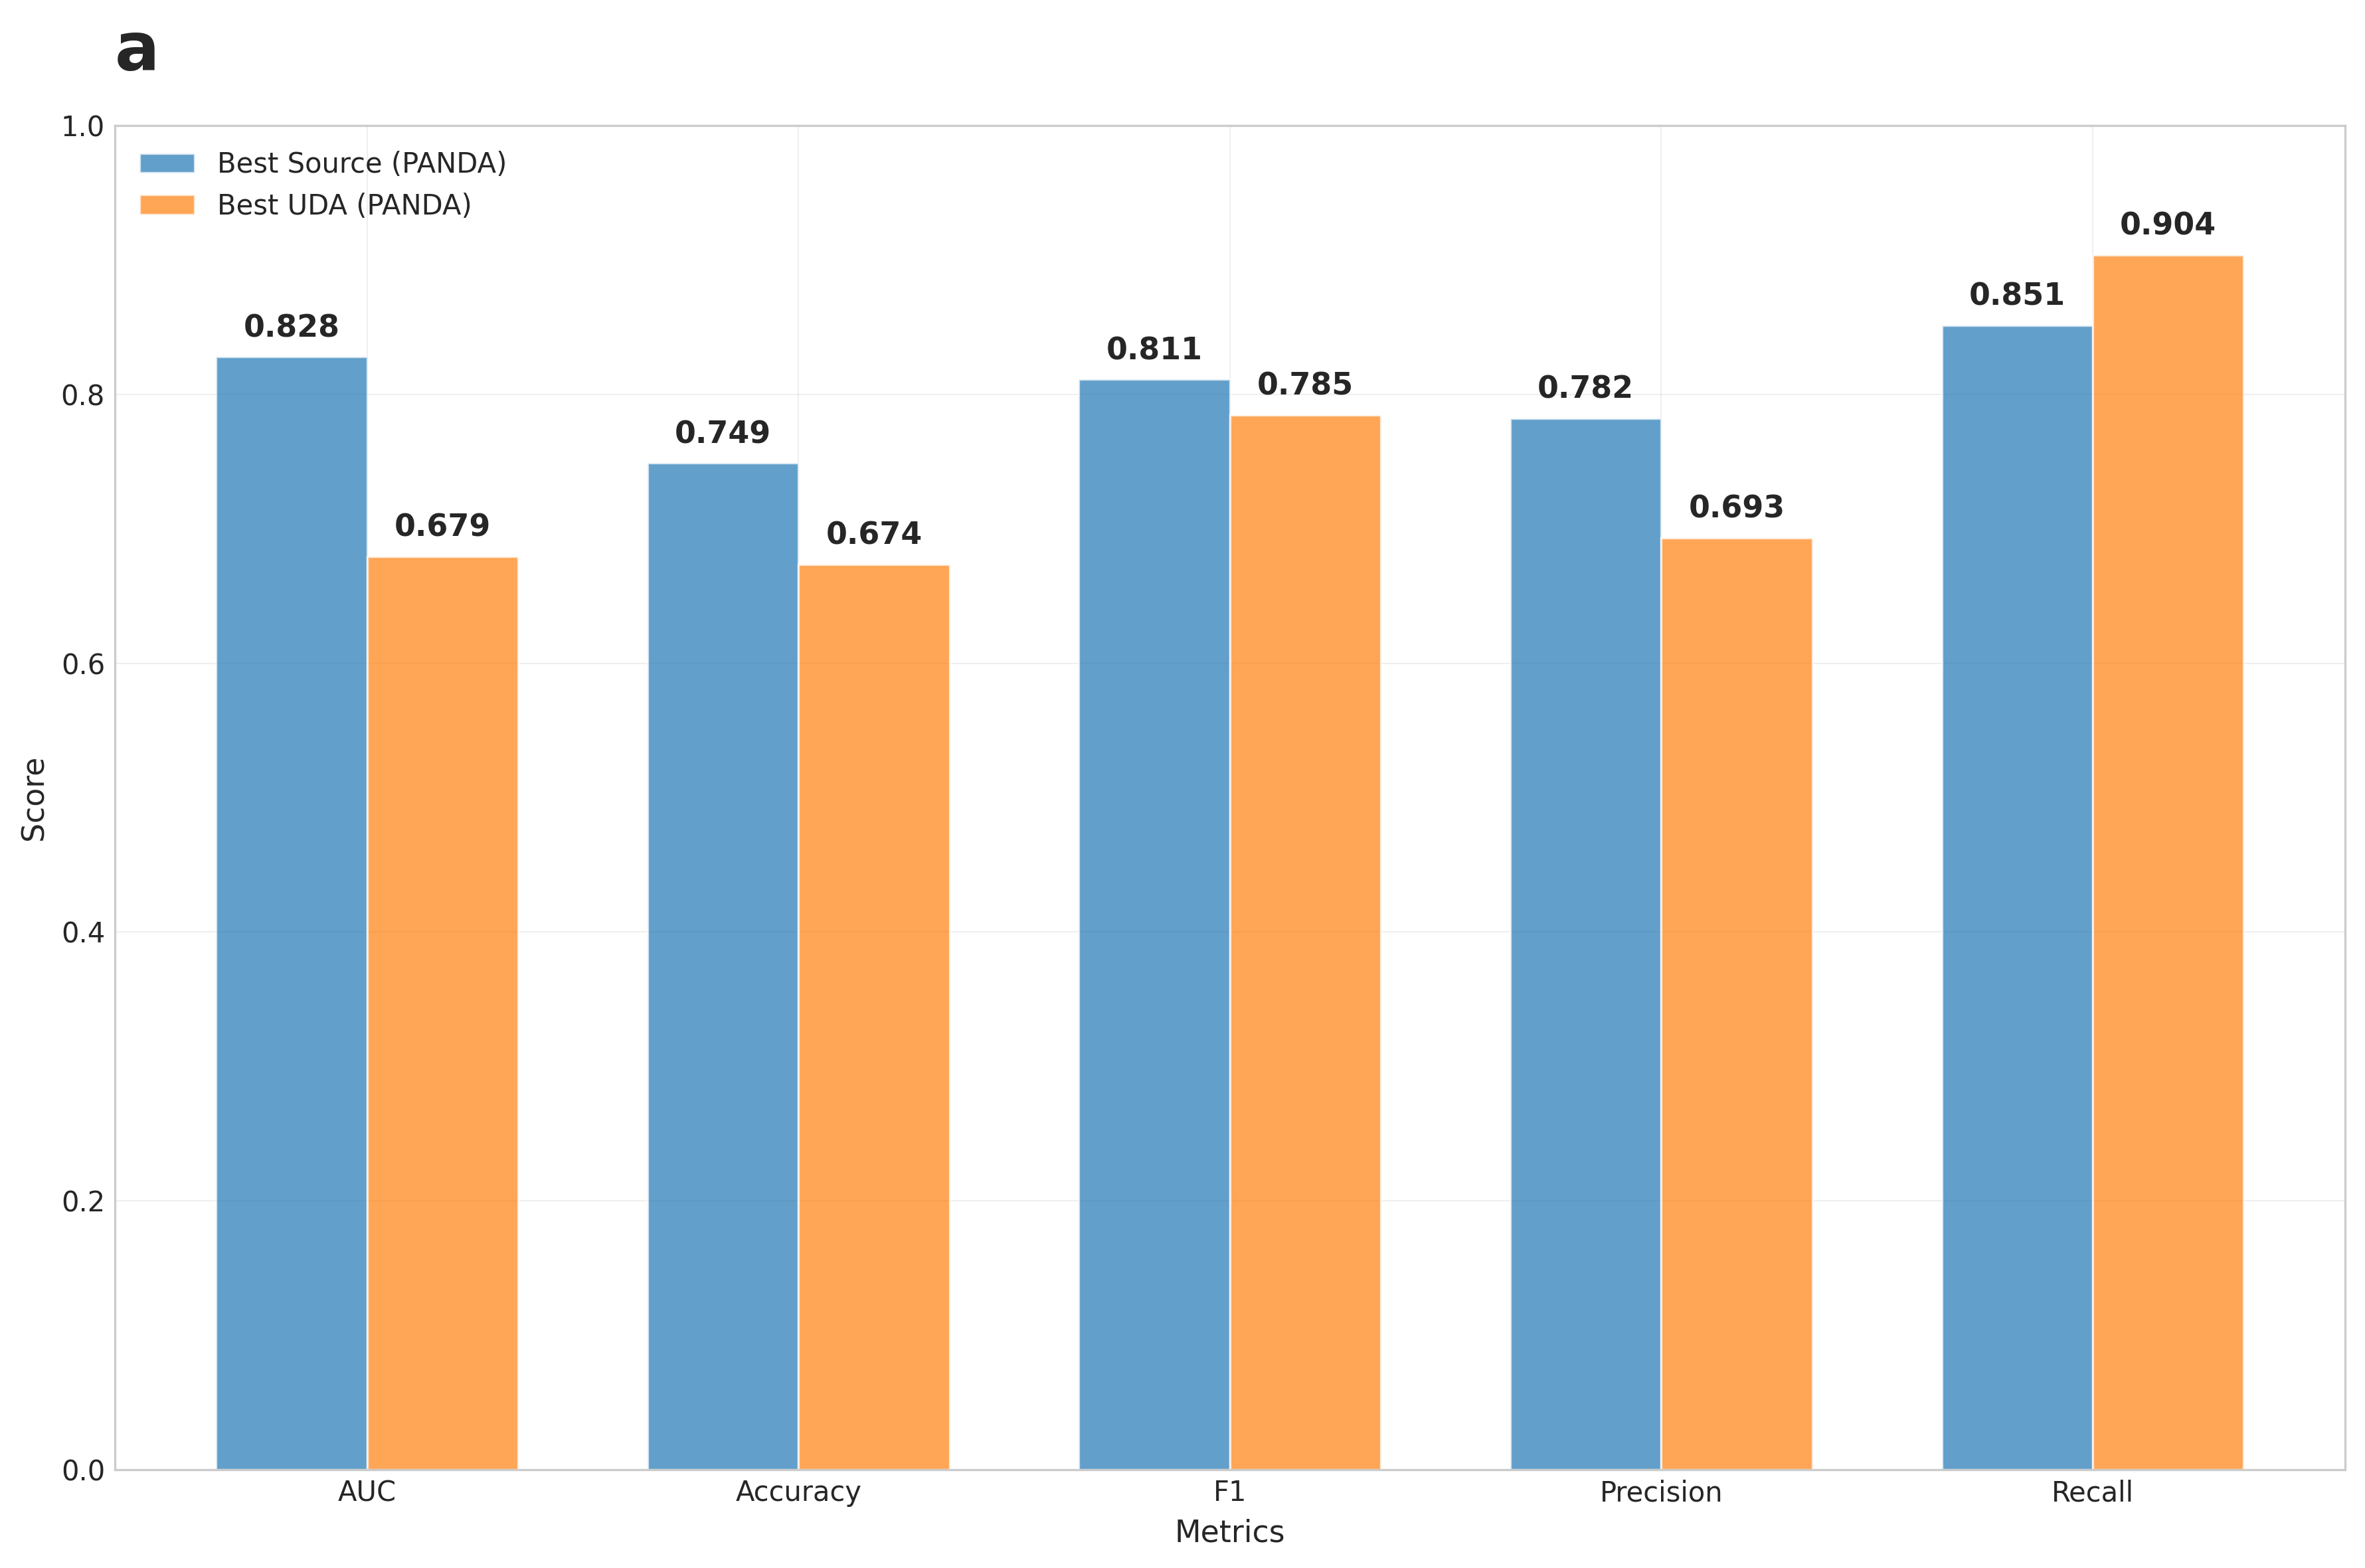 a
1.0
0.8
0.6
0.4
0.2
0.0
Score
Best Source (PANDA)
Best UDA (PANDA)
0.828
0.679
0.749
0.674
0.811
0.785
0.782
0.693
0.851
0.904
AUC
Accuracy
F1
Precision
Recall
Metrics